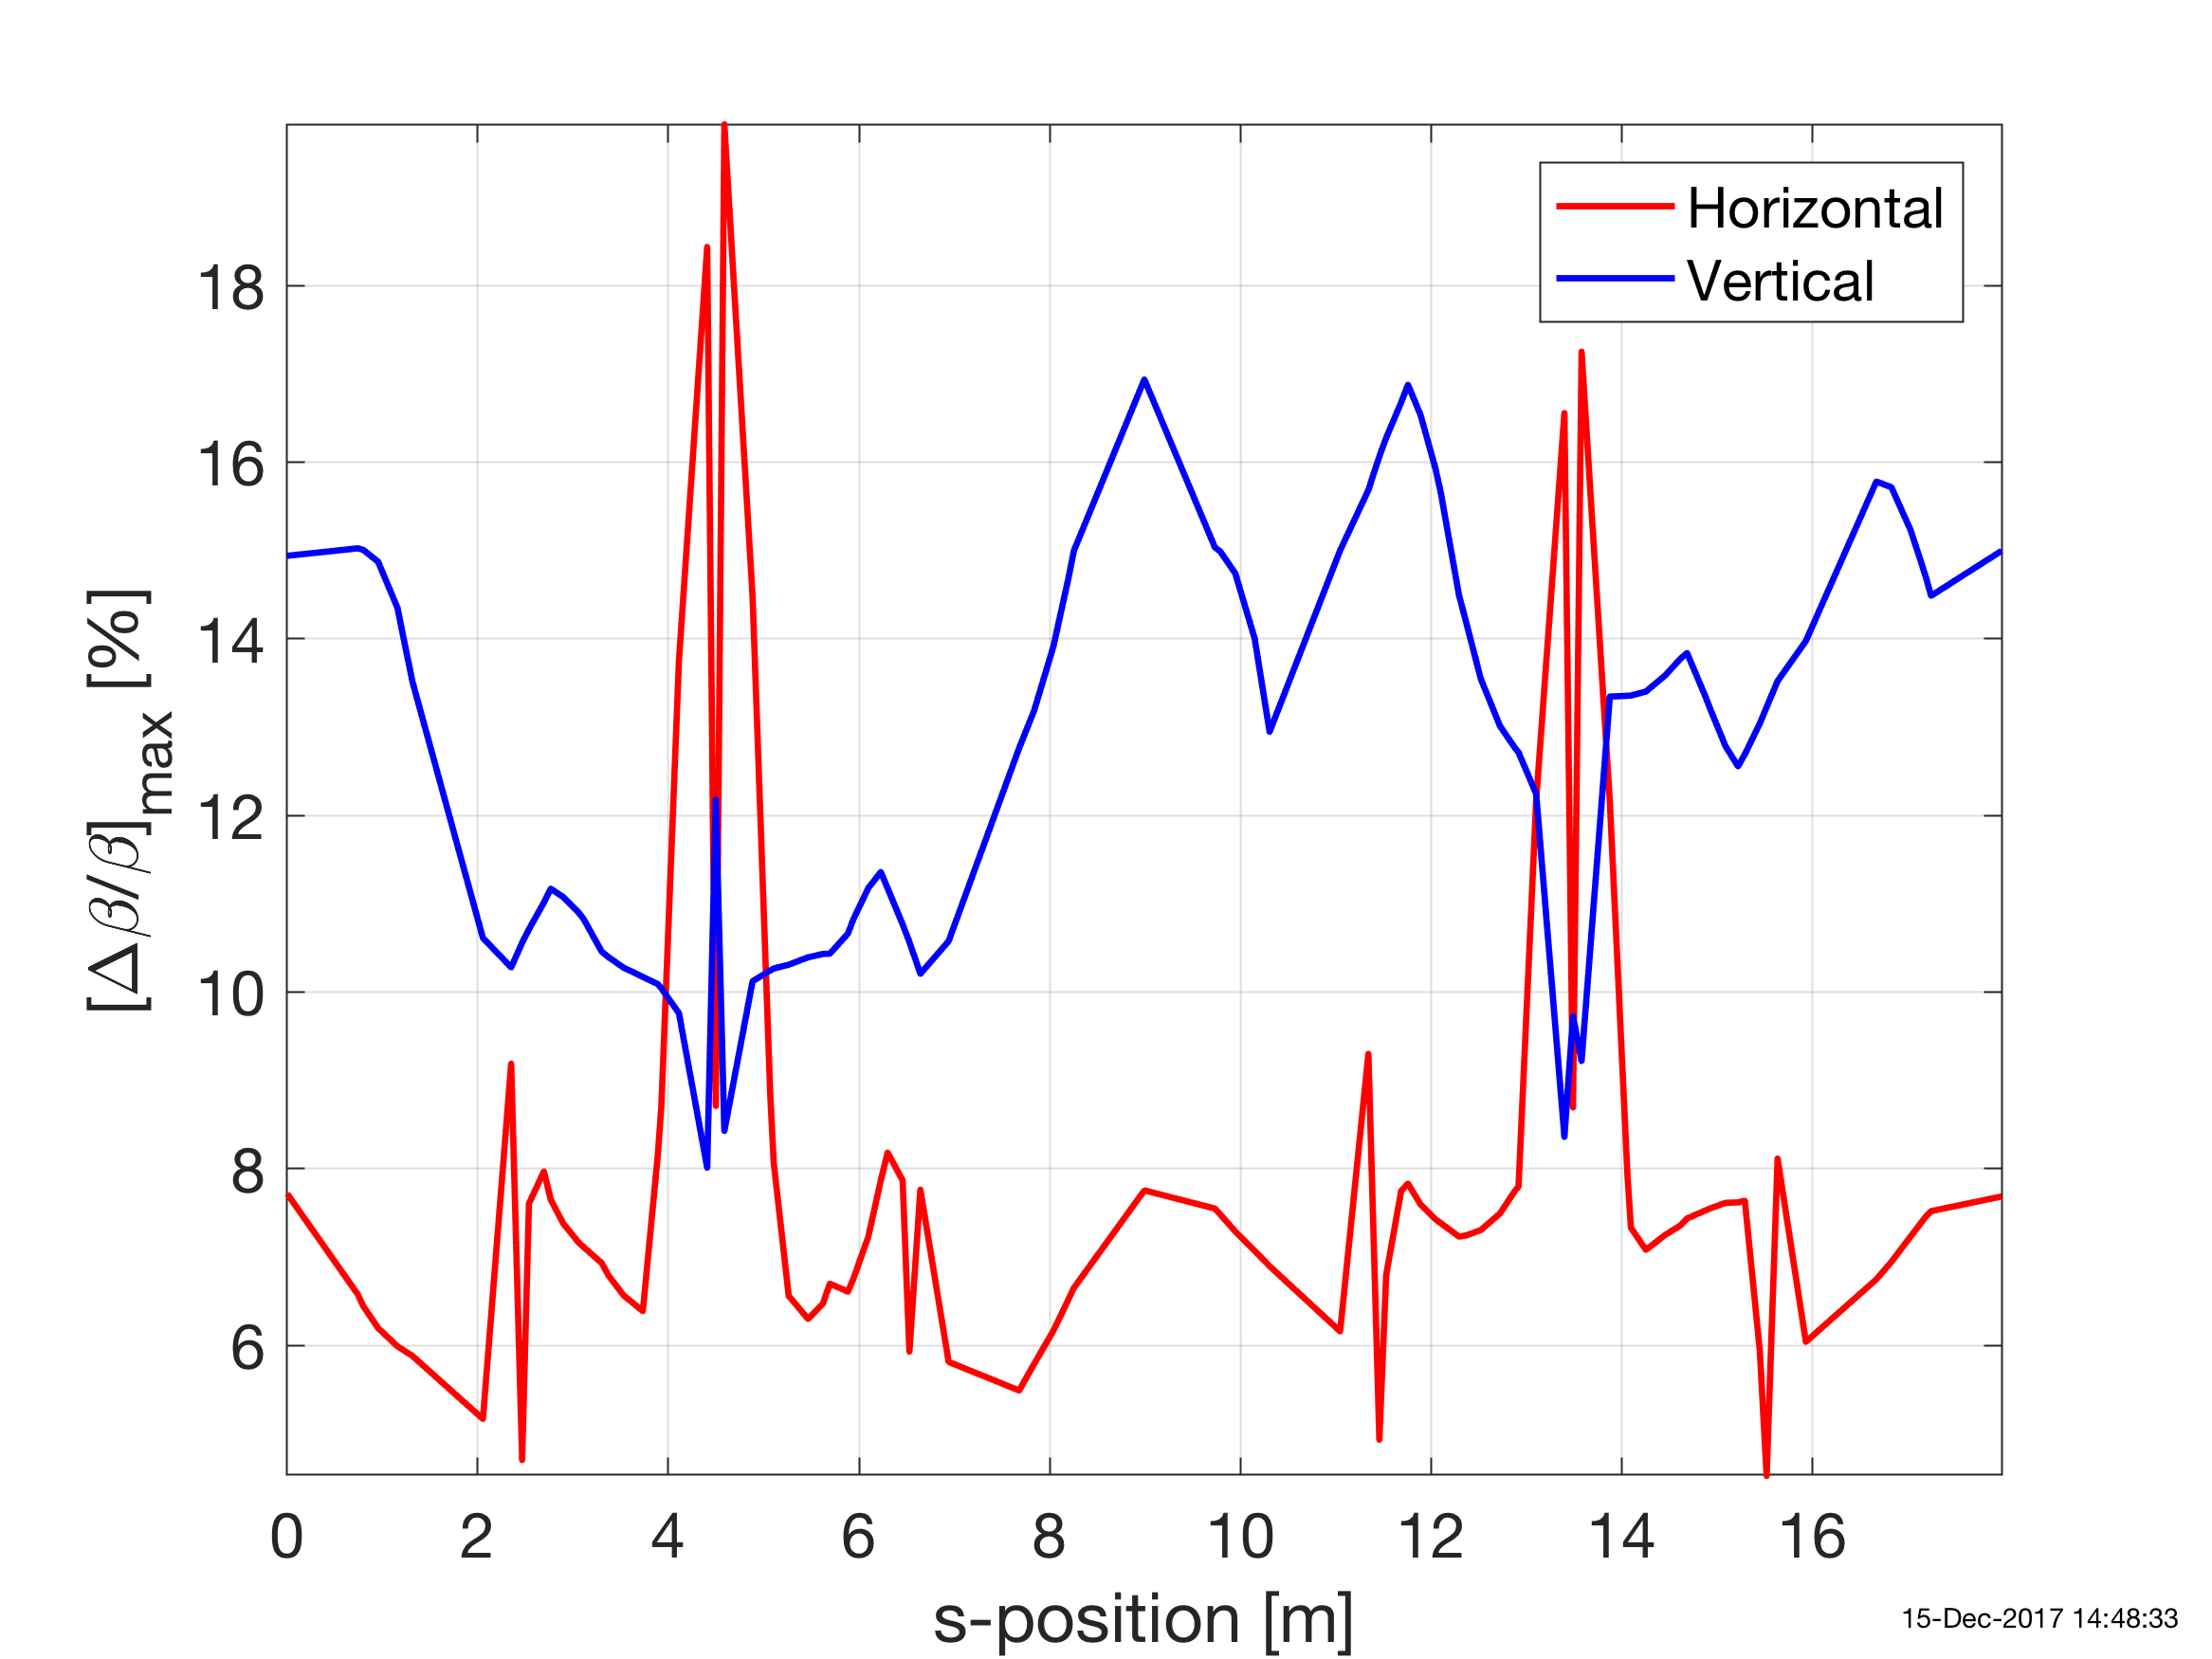 Horizontal
Vertical
18
16
14
12
10
8
6
[Δβ/β]max [%]
0 2 4 6 8 10 12 14 16
s-position [m]
15-Dec-2017 14:48:33